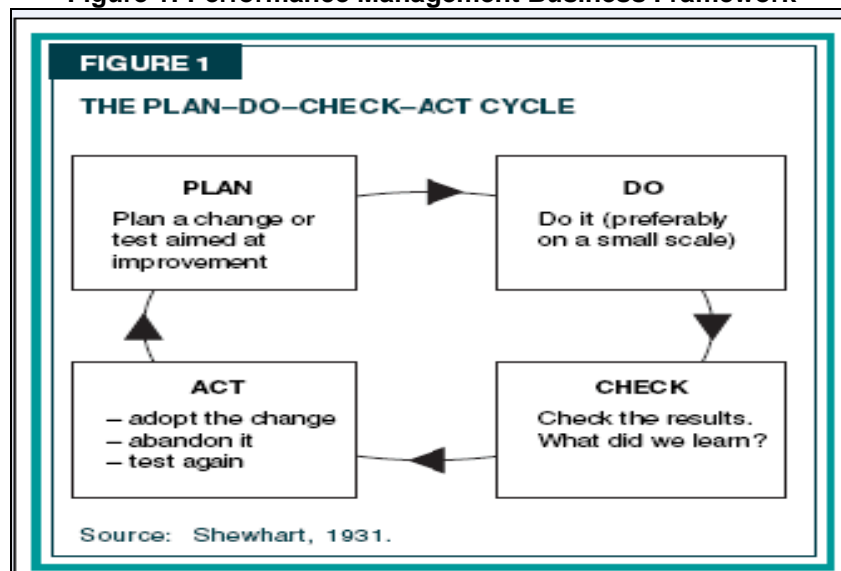 Figure 1: Performance Management Business Framework
FIGURE 1
THE PLAN–DO–CHECK–ACT CYCLE
PLAN
Plan a change or
test aimed at
improvement
DO
Do it (preferably
on a small scale)
CHECK
Check the results.
What did we learn?
ACT
– adopt the change
– abandon it
– test again
Source: Shewhart, 1931.